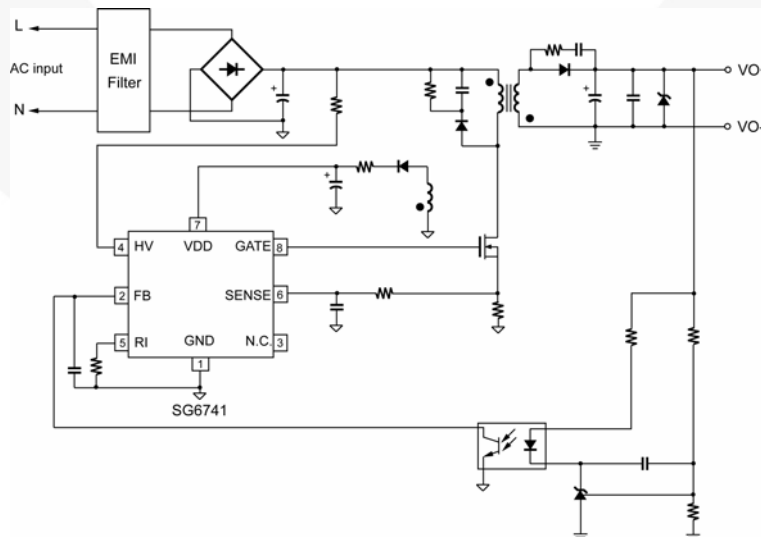 L
AC input
N
EMI
Filter
+
+
+
VO+
VO-
7
4 HV VDD GATE 8
2 FB SENSE 6
5 RI GND N.C. 3
1
SG6741